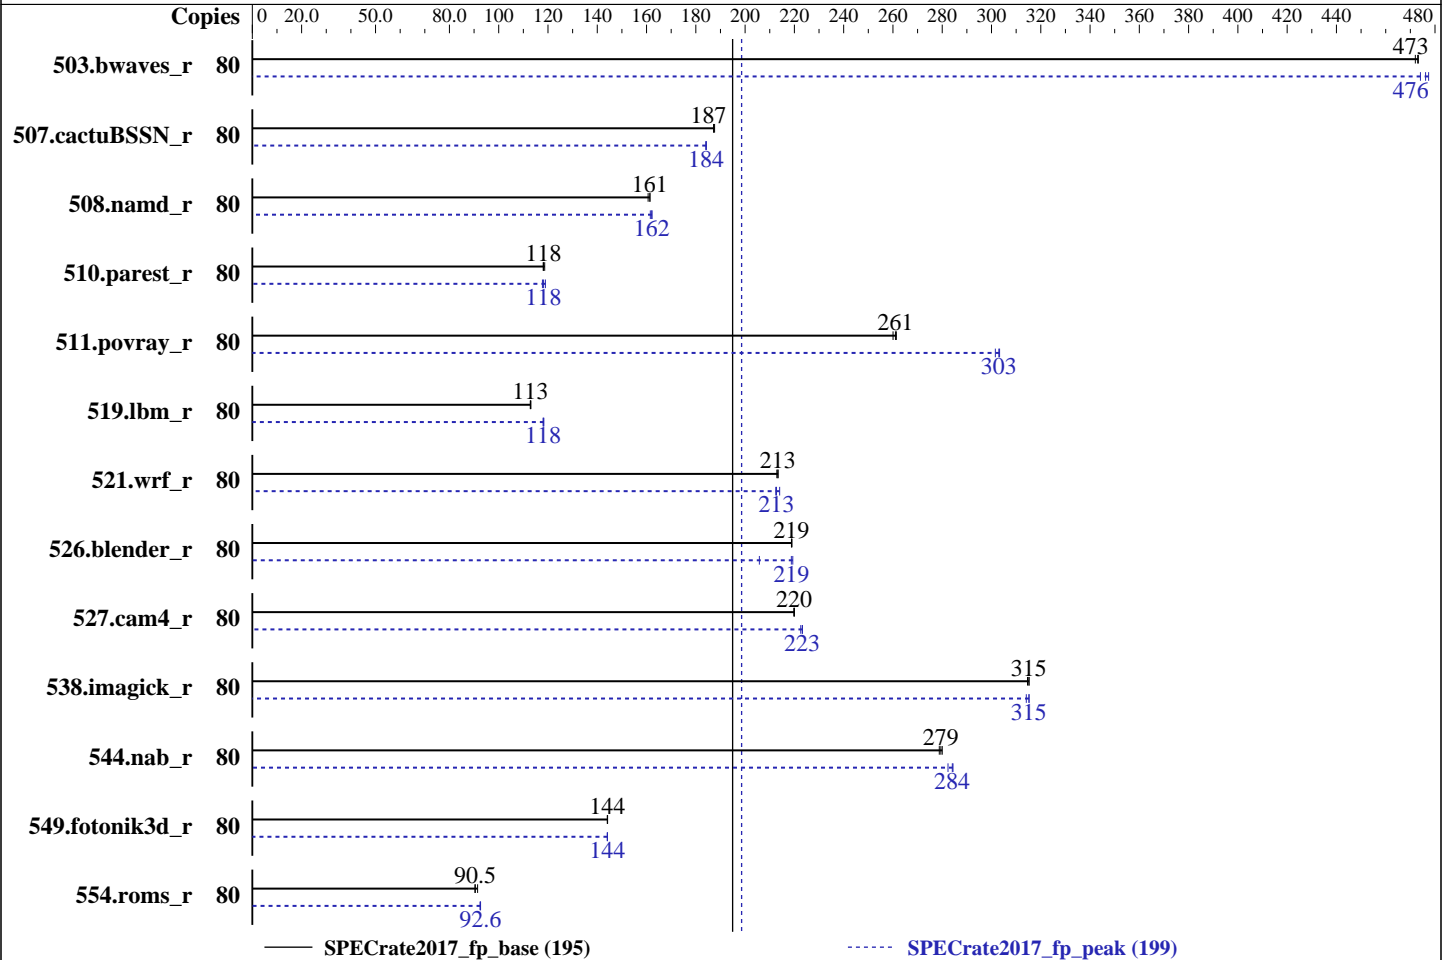 Copies 0 20.0 50.0 80.0 100 120 140 160 180 200 220 240 260 280 300 320 340 360 380 400 420 440 480
503.bwaves_r 80 473
476
507.cactuBSSN_r 80 187
184
508.namd_r 80 161
162
510.parest_r 80 118
118
511.povray_r 80 261
303
519.lbm_r 80 113
118
521.wrf_r 80 213
213
526.blender_r 80 219
219
527.cam4_r 80 220
223
538.imagick_r 80 315
315
544.nab_r 80 279
284
549.fotonik3d_r 80 144
144
554.roms_r 80 90.5
92.6
SPECrate2017_fp_base (195) SPECrate2017_fp_peak (199)